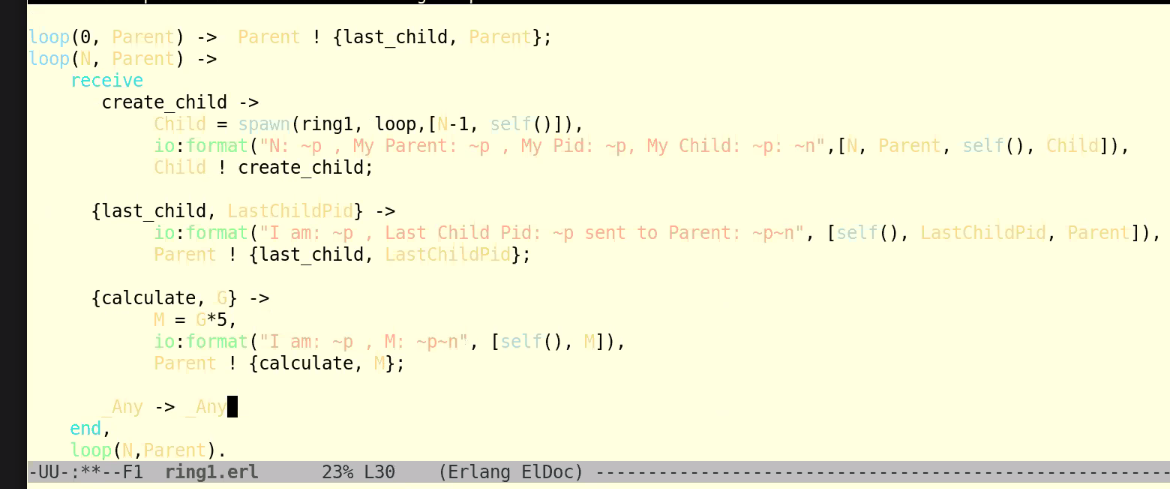 loop(0, Parent) ->  Parent ! {last_child, Parent};
loop(N, Parent) ->
    receive
       create_child ->
            Child = spawn(ring1, loop,[N-1, self()]),
            io:format("N: ~p , My Parent: ~p , My Pid: ~p, My Child: ~p: ~n",[N, Parent, self(), Child]),
            Child ! create_child;
      {last_child, LastChildPid} ->
            io:format("I am: ~p , Last Child Pid: ~p sent to Parent: ~p~n", [self(), LastChildPid, Parent]),
            Parent ! {last_child, LastChildPid};
      {calculate, G} ->
            M = G*5,
            io:format("I am: ~p , M: ~p~n", [self(), M]),
            Parent ! {calculate, M};
       _Any -> _Any
    end,
    loop(N,Parent).
-UU-:**--F1  ring1.erl      23% L30    (Erlang ElDoc) ------------------------------------------------------